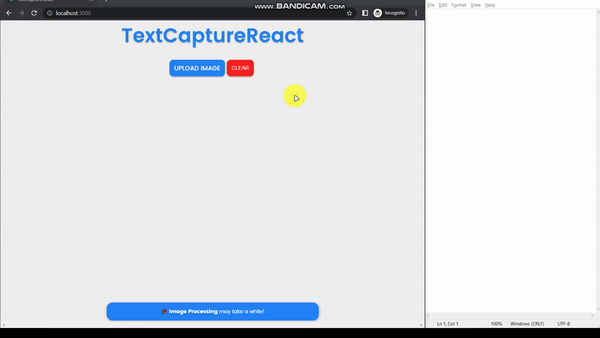 www.BANDICAM.com
localhost:3000
Incognito
File Edit Format View Help
TextCaptureReact
UPLOAD IMAGE CLEAR
Image Processing may take a while!
Ln 1, Col 1 100% Windows (CRLF) UTF-8